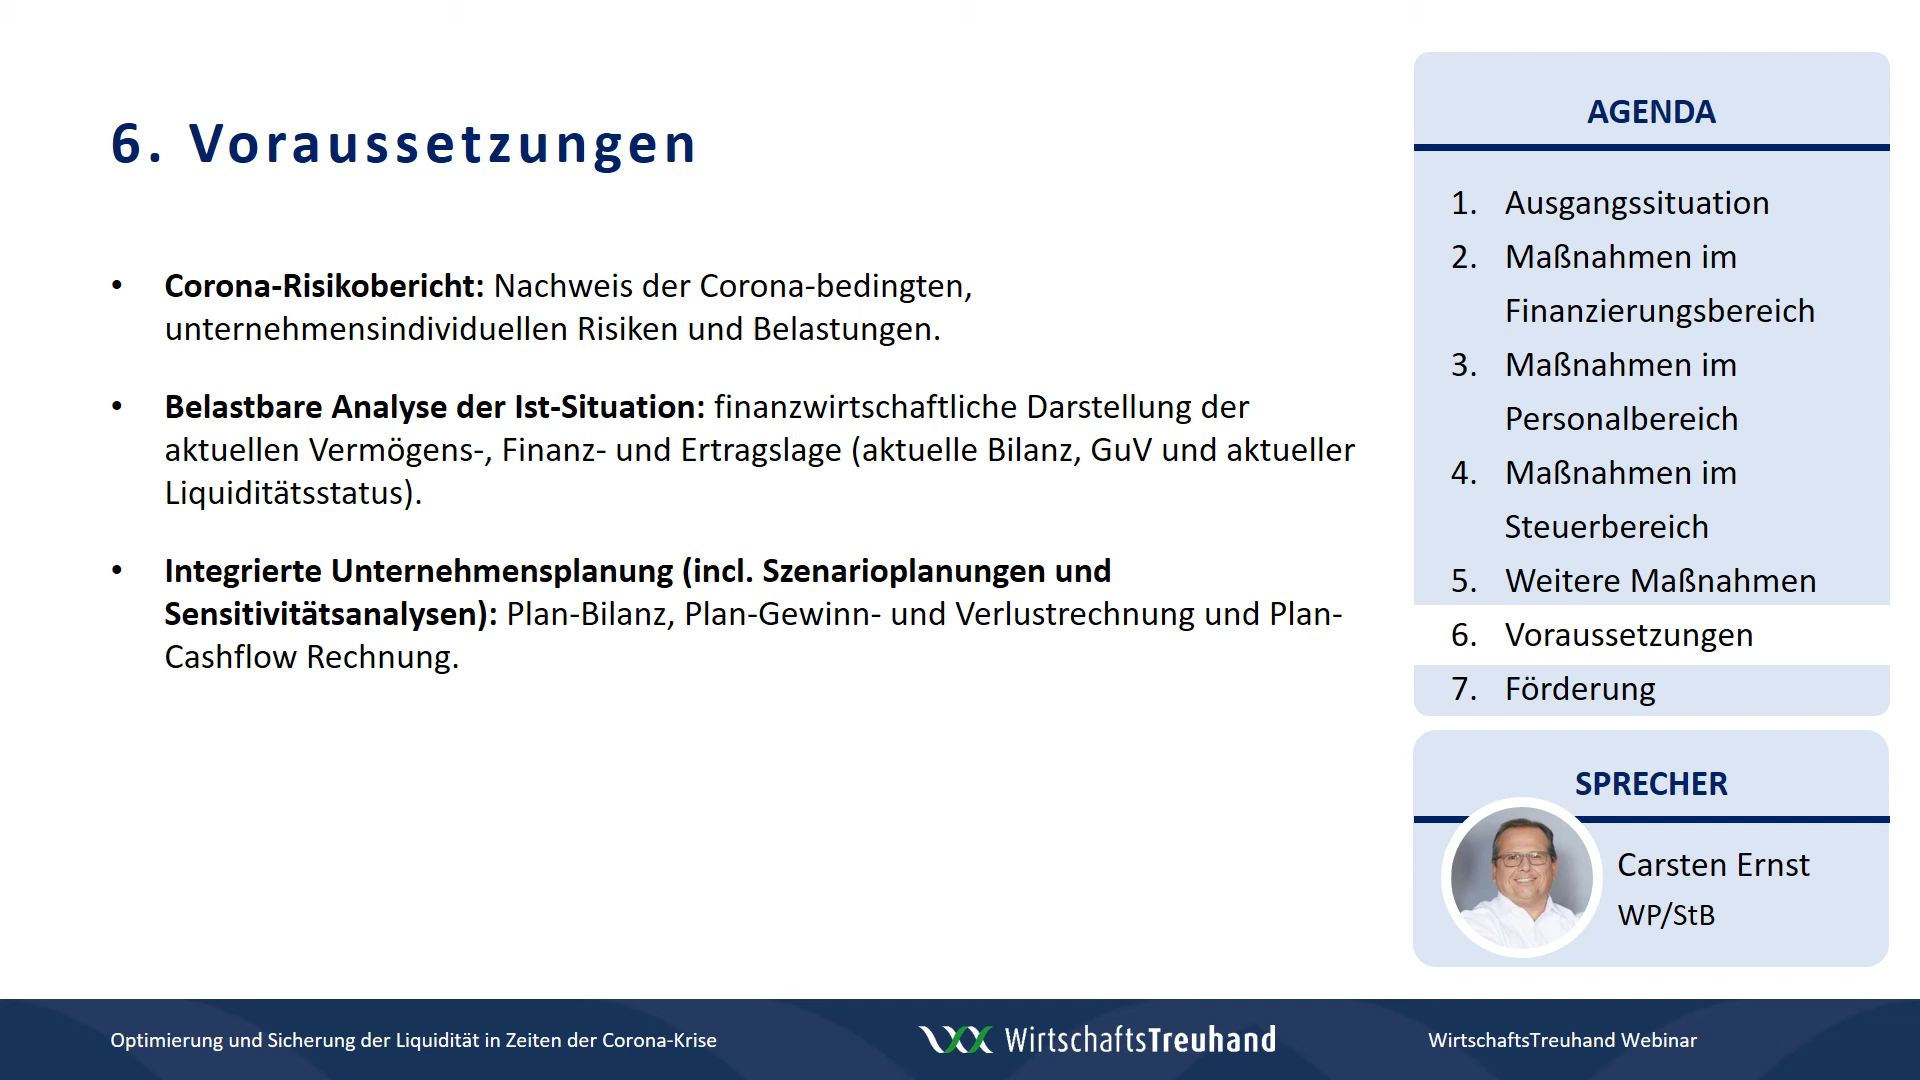 6. Voraussetzungen
• Corona-Risikobericht: Nachweis der Corona-bedingten,
unternehmensindividuellen Risiken und Belastungen.
• Belastbare Analyse der Ist-Situation: finanzwirtschaftliche Darstellung der
aktuellen Vermögens-, Finanz- und Ertragslage (aktuelle Bilanz, GuV und aktueller
Liquiditätsstatus).
• Integrierte Unternehmensplanung (incl. Szenarioplanungen und
Sensitivitätsanalysen): Plan-Bilanz, Plan-Gewinn- und Verlustrechnung und Plan-
Cashflow Rechnung.
AGENDA
1. Ausgangssituation
2. Maßnahmen im
Finanzierungsbereich
3. Maßnahmen im
Personalbereich
4. Maßnahmen im
Steuerbereich
5. Weitere Maßnahmen
6. Voraussetzungen
7. Förderung
SPRECHER
Carsten Ernst
WP/StB
Optimierung und Sicherung der Liquidität in Zeiten der Corona-Krise
WirtschaftsTreuhand
WirtschaftsTreuhand Webinar